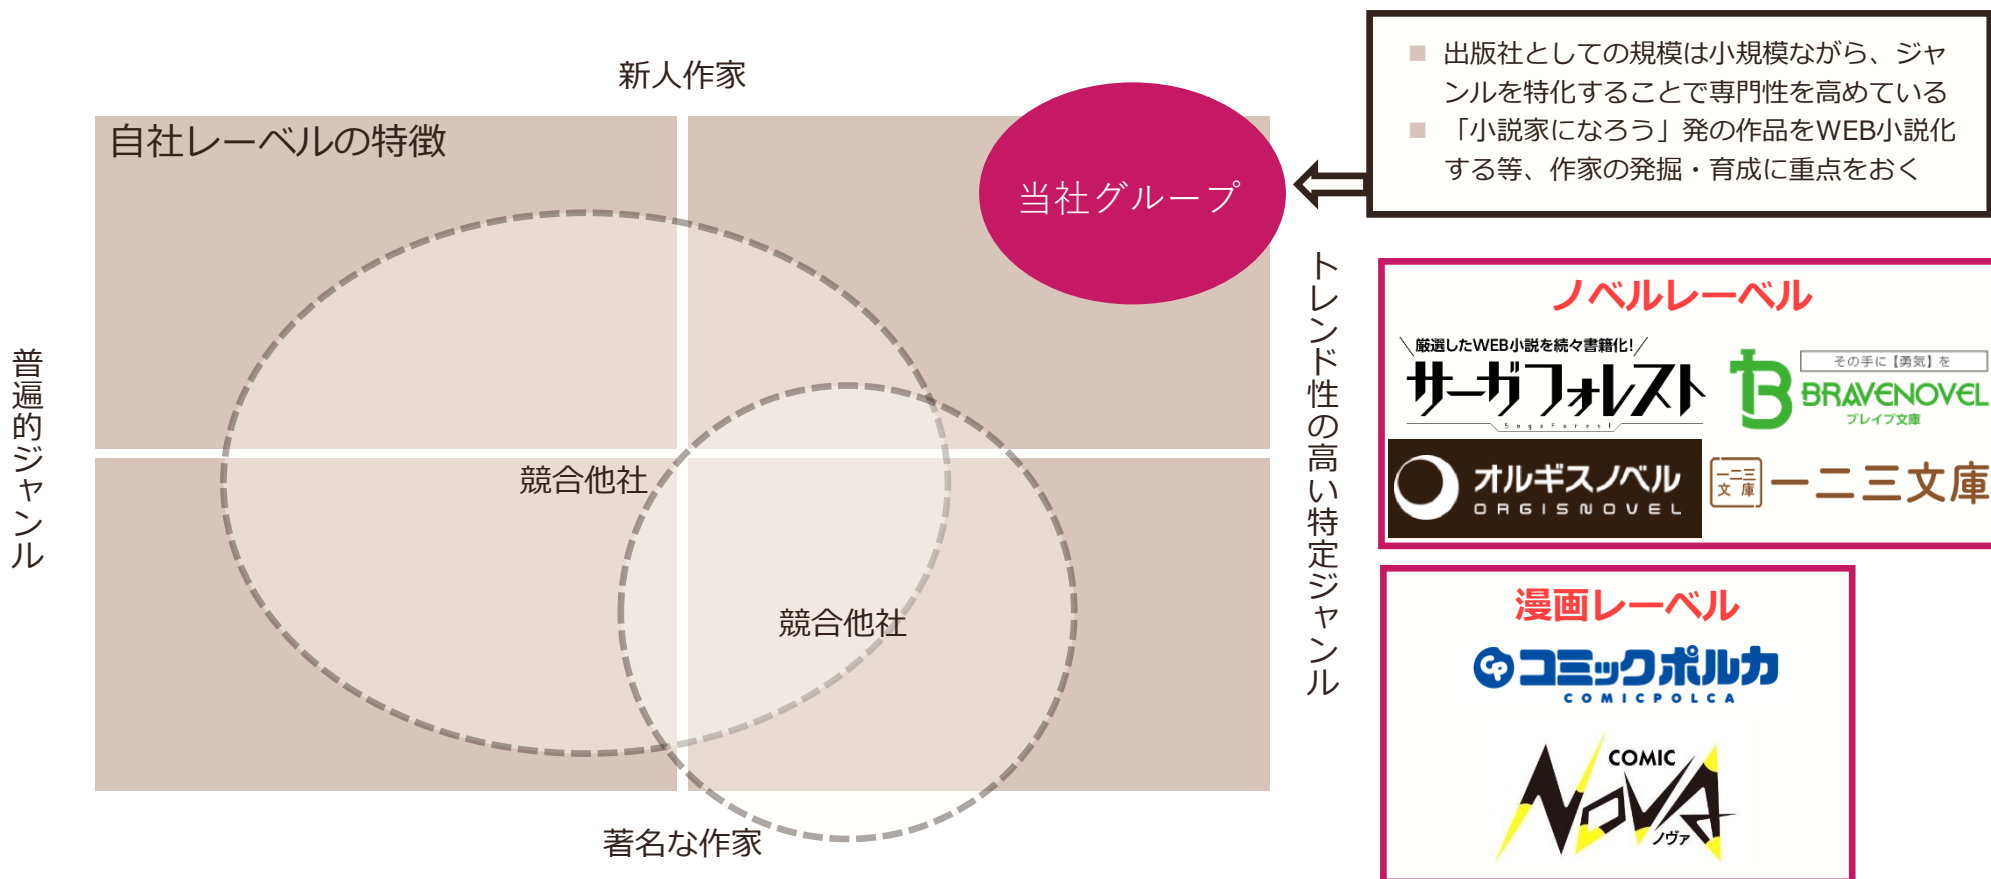 新人作家
自社レーベルの特徴
当社グループ
出版社としての規模は小規模ながら、ジャ
ンルを特化することで専門性を高めている
「小説家になろう」発の作品をWEB小説化
する等、作家の発掘・育成に重点をおく
普遍的ジャンル
競合他社
競合他社
トレンド性の高い特定ジャンル
著名な作家
ノベルレーベル
厳選したWEB小説を続々書籍化!
サーガフォレスト
SagaForest
その手に【勇気】を
BRAVENOVEL
ブレイブ文庫
オルギスノベル
ORGISNOVEL
一二三
文庫
一二三文庫
漫画レーベル
CP
コミックポルカ
COMICPOLCA
COMIC
NOVA
ノヴァ